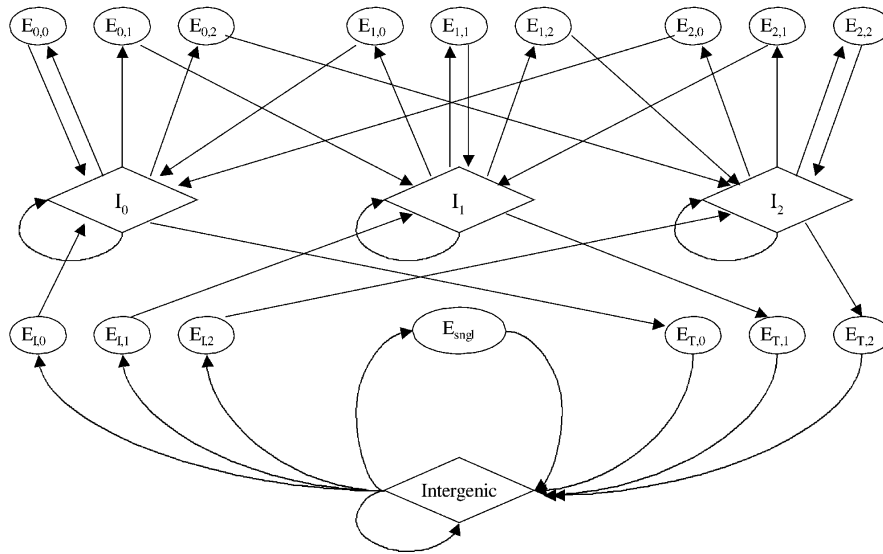 E0,0 E0,1 E0,2 E1,0 E1,1 E1,2 E2,0 E2,1 E2,2
I0 I1 I2
EI,0 EI,1 EI,2 Esngl ET,0 ET,1 ET,2
Intergenic